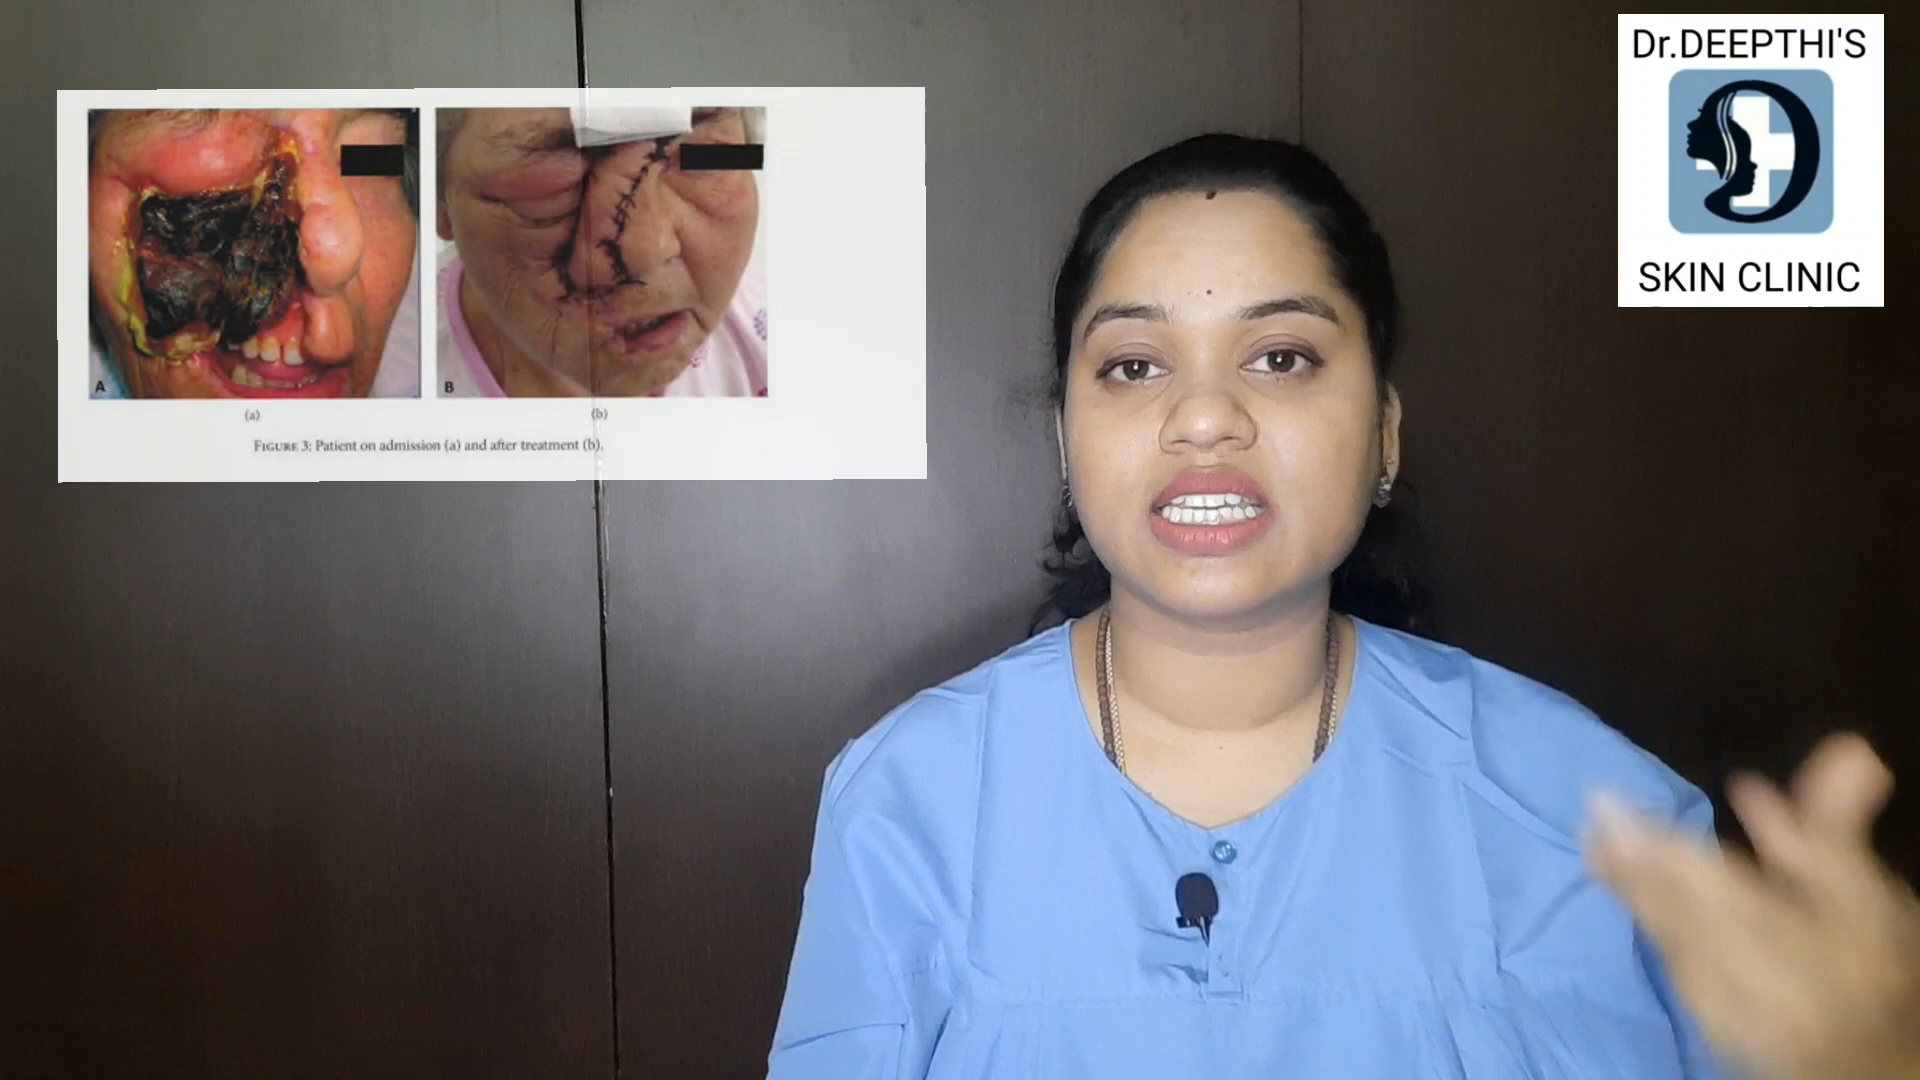 Dr.DEEPTHI'S
SKIN CLINIC
A
B
(a)
(b)
FIGURE 3: Patient on admission (a) and after treatment (b).